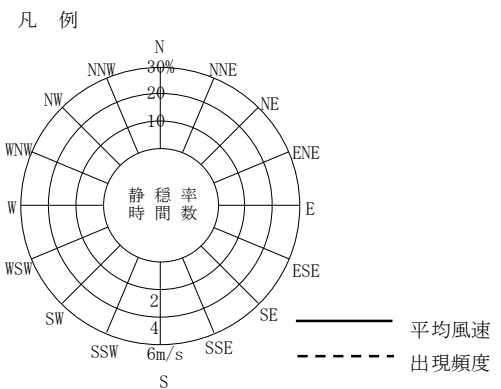 凡 例
N
NNW 30% NNE
NW 20 NE
10
WNW ENE
静 穏 率
時 間 数
W E
WSW ESE
2
SW 4 SE
SSW 6m/s SSE
S
平均風速
出現頻度